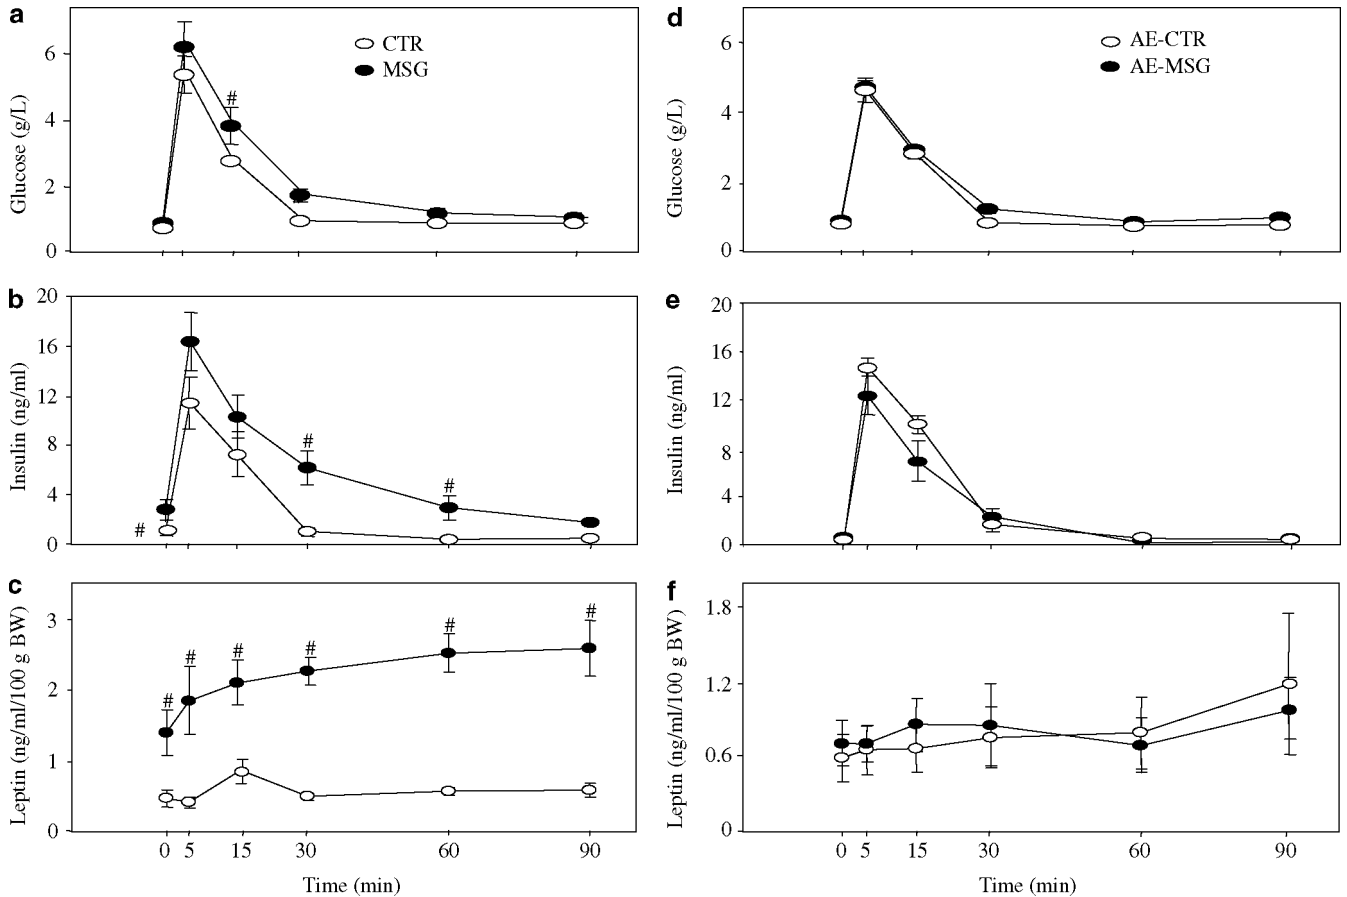 a
Glucose (g/L)
6
4
2
0
CTR
MSG
#
b
Insulin (ng/ml)
20
16
12
8
4
0
#
#
#
c
Leptin (ng/ml/100 g BW)
3
2
1
0
#
#
#
#
#
#
0 5 15 30 60 90
Time (min)
d
Glucose (g/L)
6
4
2
0
AE-CTR
AE-MSG
e
Insulin (ng/ml)
20
16
12
8
4
0
f
Leptin (ng/ml/100 g BW)
1.8
1.2
0.6
0
0 5 15 30 60 90
Time (min)